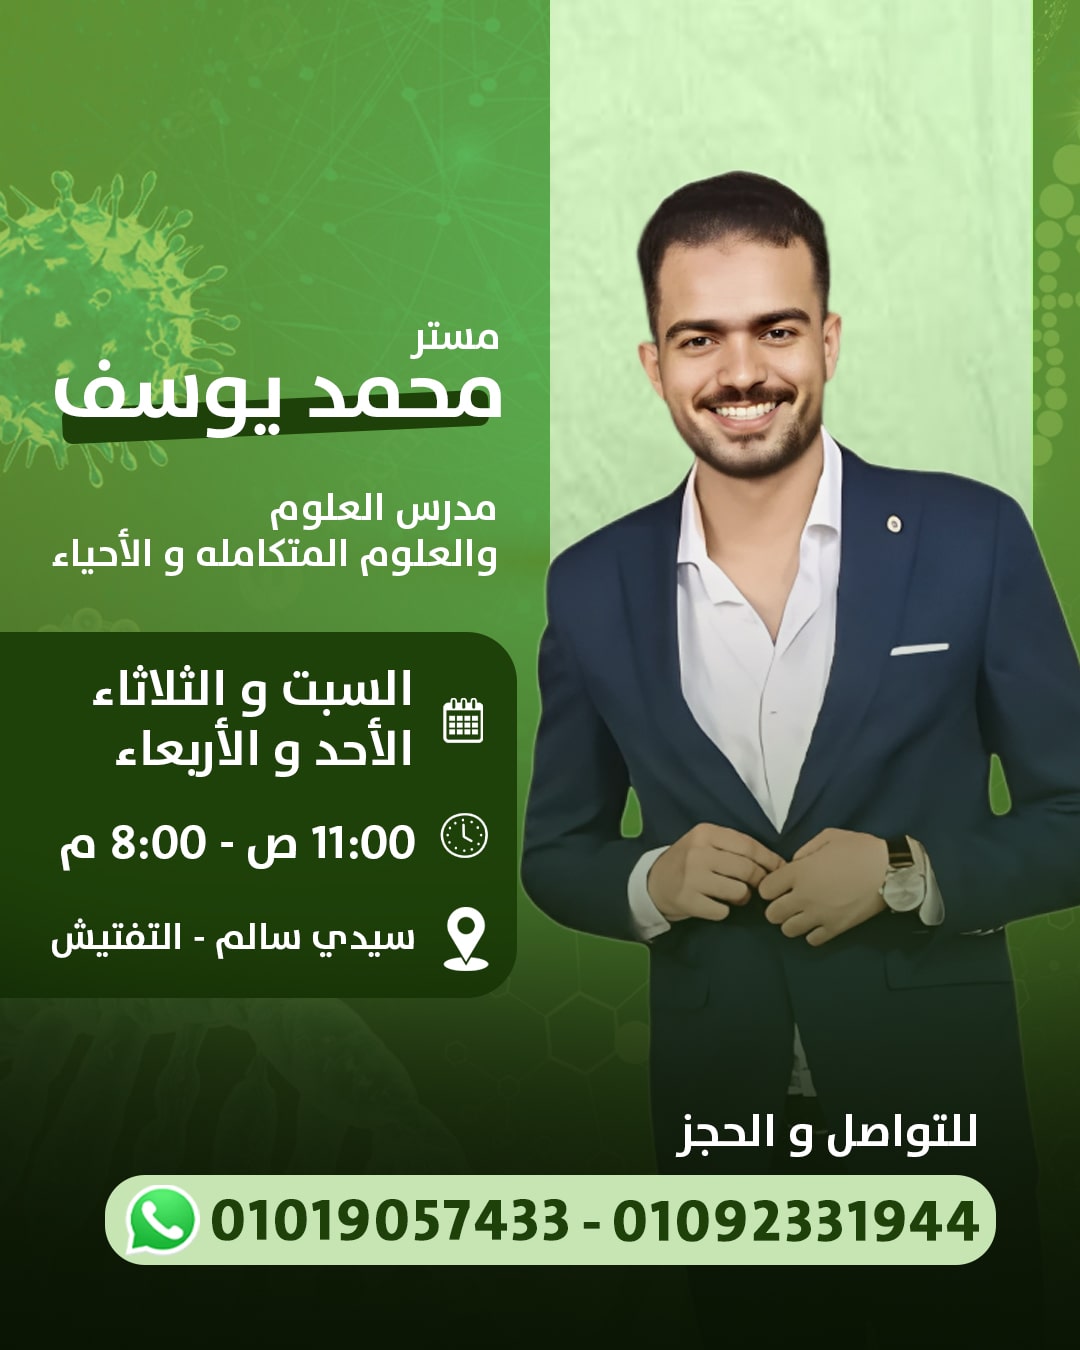 مستر
محمد يوسف
مدرس العلوم
والعلوم المتكامله و الأحياء
السبت و الثلاثاء
الأحد و الأربعاء
11:00 ص - 8:00 م
سيدي سالم - التفتيش
للتواصل و الحجز
01019057433 - 01092331944